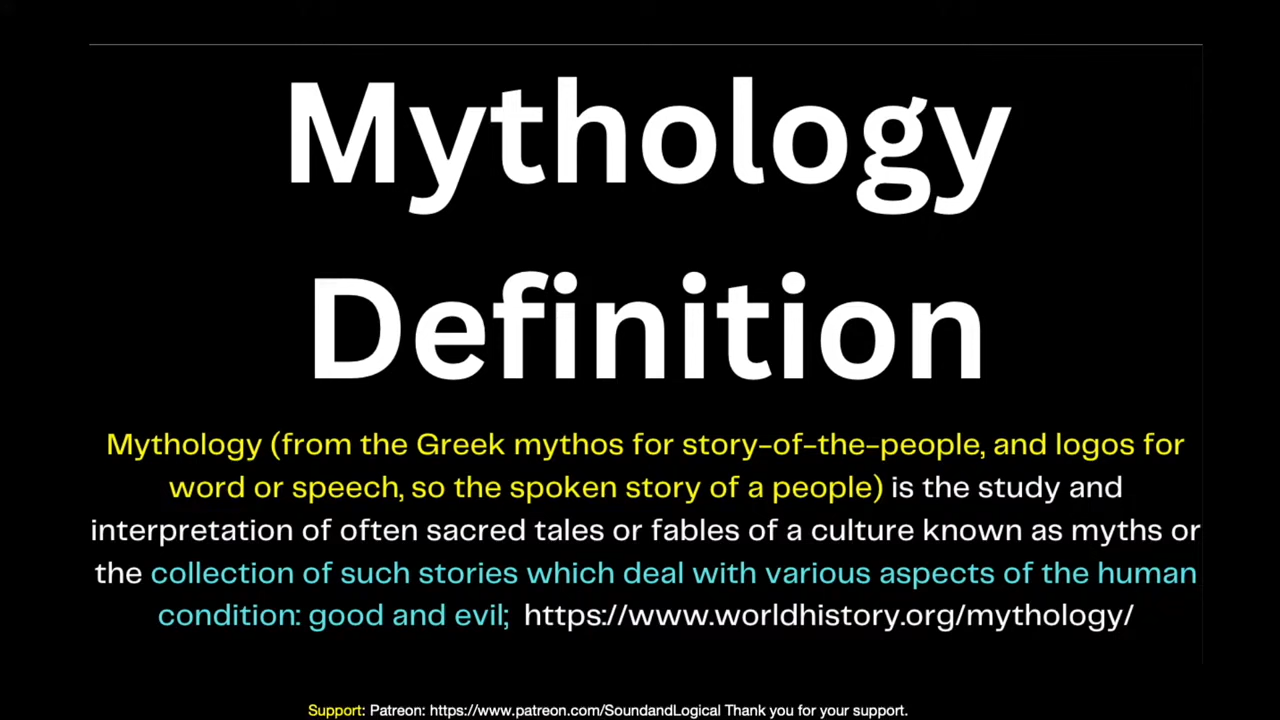 Mythology
Definition
Mythology (from the Greek mythos for story-of-the-people, and logos for
word or speech, so the spoken story of a people) is the study and
interpretation of often sacred tales or fables of a culture known as myths or
the collection of such stories which deal with various aspects of the human
condition: good and evil; https://www.worldhistory.org/mythology/
Support: Patreon: https://www.patreon.com/SoundandLogical Thank you for your support.